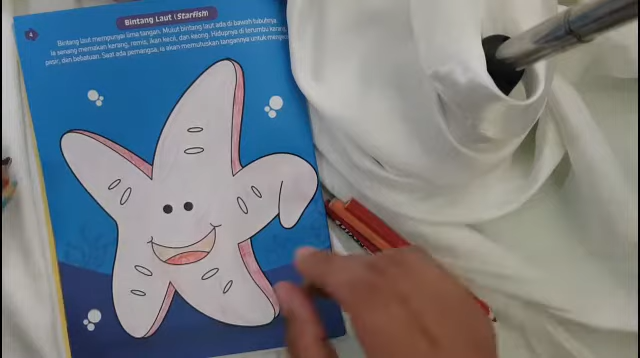 Bintang Laut (Starfish)
4
Bintang laut mempunyai lima tangan. Mulut bintang laut ada di bawah tubuhnya.
Ia senang memakan kerang, remis, ikan kecil, dan keong. Hidupnya di terumbu karang,
pasir, dan bebatuan. Saat ada pemangsa, ia akan memutuskan tangannya untuk